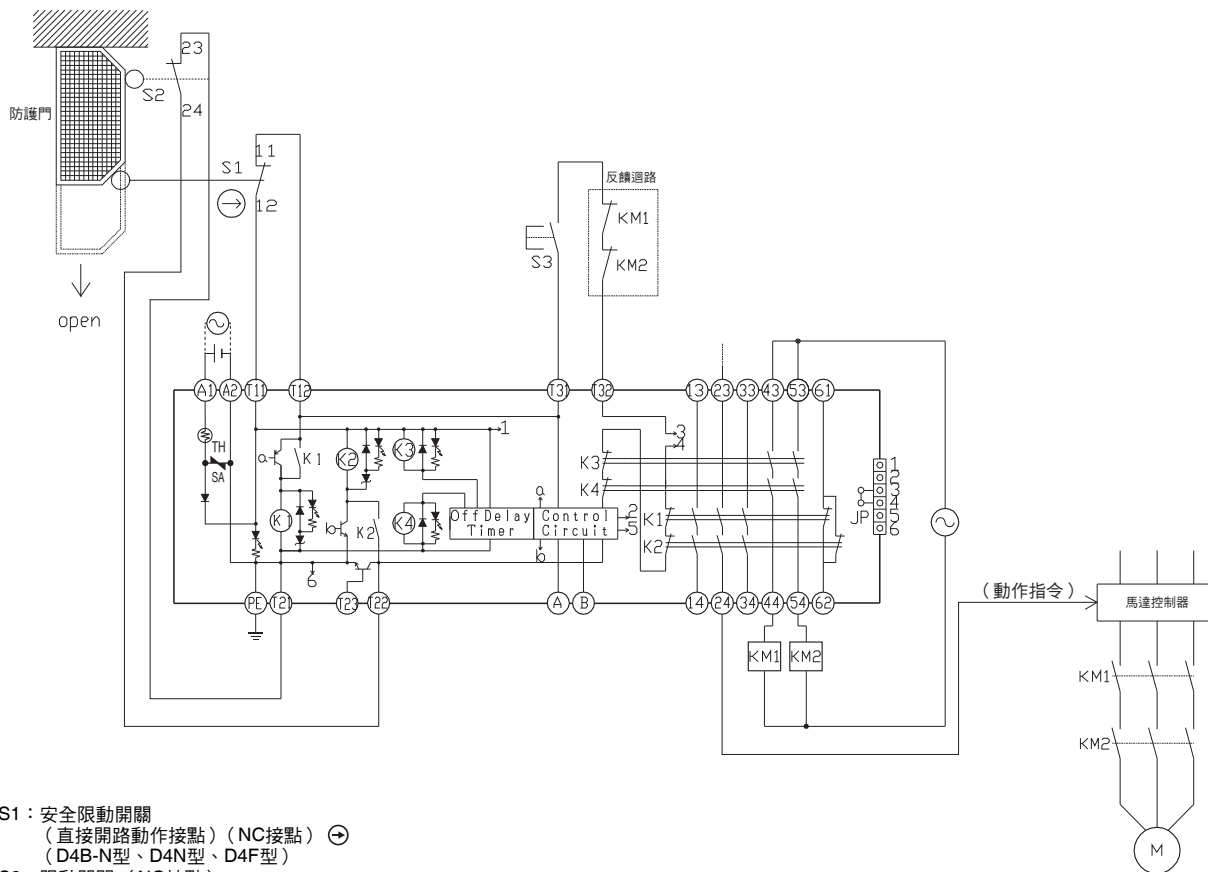 23
S2
24
防護門
11
S1
12
open
反饋迴路
KM1
S3
KM2
A1 A2 T11 T12 T31 T32 13 23 33 43 53 61
TH
SA
a
K1
K2
K3
1
3
4
K3
K4
K1
b
K2
K4
a
Off Delay
Timer
Control
Circuit
b
2
5
K1
K2
6
JP
1
2
3
4
5
6
PE T21 T23 T22 A B 14 24 34 44 54 62
KM1 KM2
(動作指令)
馬達控制器
KM1
KM2
M
S1：安全限動開關
(直接開路動作接點)(NC接點)
(D4B-N型、D4N型、D4F型)